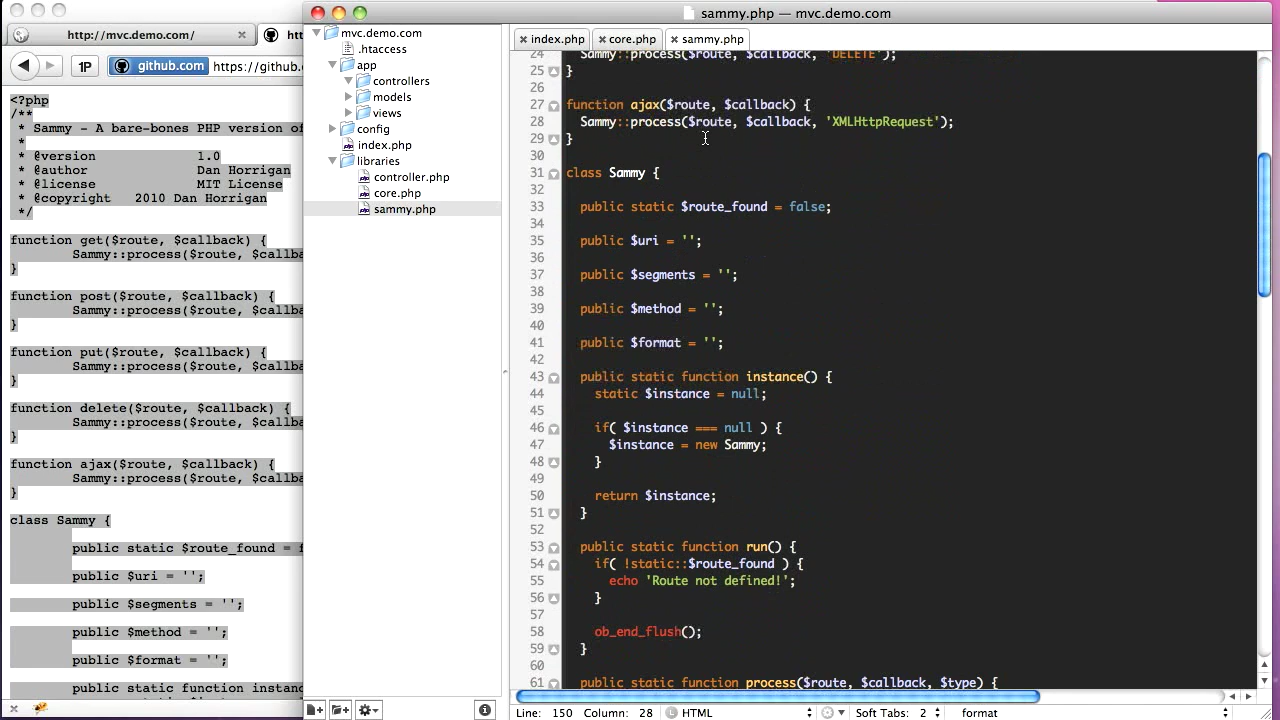 http://mvc.demo.com/
htt
1P
github.com
https://github.
<?php
/**
* Sammy - A bare-bones PHP version of
*
* @version 1.0
* @author Dan Horrigan
* @license MIT License
* @copyright 2010 Dan Horrigan
*/
function get($route, $callback) {
Sammy::process($route, $callba
}
function post($route, $callback) {
Sammy::process($route, $callba
}
function put($route, $callback) {
Sammy::process($route, $callba
}
function delete($route, $callback) {
Sammy::process($route, $callba
}
function ajax($route, $callback) {
Sammy::process($route, $callba
}
class Sammy {
public static $route_found = f
public $uri = '';
public $segments = '';
public $method = '';
public $format = '';
public static function instanc
sammy.php — mvc.demo.com
mvc.demo.com
.htaccess
app
controllers
models
views
config
index.php
libraries
controller.php
core.php
sammy.php
index.php
core.php
sammy.php
24 Sammy::process($route, $callback, 'DELETE');
25 }
26
27 function ajax($route, $callback) {
28 Sammy::process($route, $callback, 'XMLHttpRequest');
29 }
30
31 class Sammy {
32
33 public static $route_found = false;
34
35 public $uri = '';
36
37 public $segments = '';
38
39 public $method = '';
40
41 public $format = '';
42
43 public static function instance() {
44 static $instance = null;
45
46 if( $instance === null ) {
47 $instance = new Sammy;
48 }
49
50 return $instance;
51 }
52
53 public static function run() {
54 if( !static::$route_found ) {
55 echo 'Route not defined!';
56 }
57
58 ob_end_flush();
59 }
60
61 public static function process($route, $callback, $type) {
Line: 150 Column: 28
HTML
Soft Tabs: 2
format